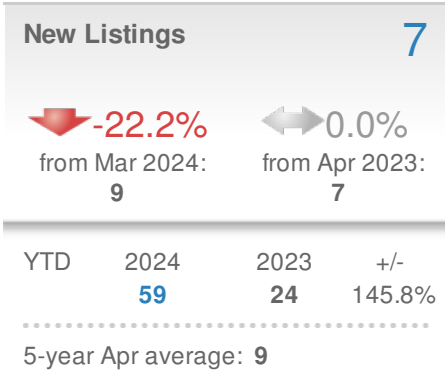 New Listings 7
-22.2% 0.0%
from Mar 2024: from Apr 2023:
9 7
YTD 2024 2023 +/-
59 24 145.8%
5-year Apr average: 9